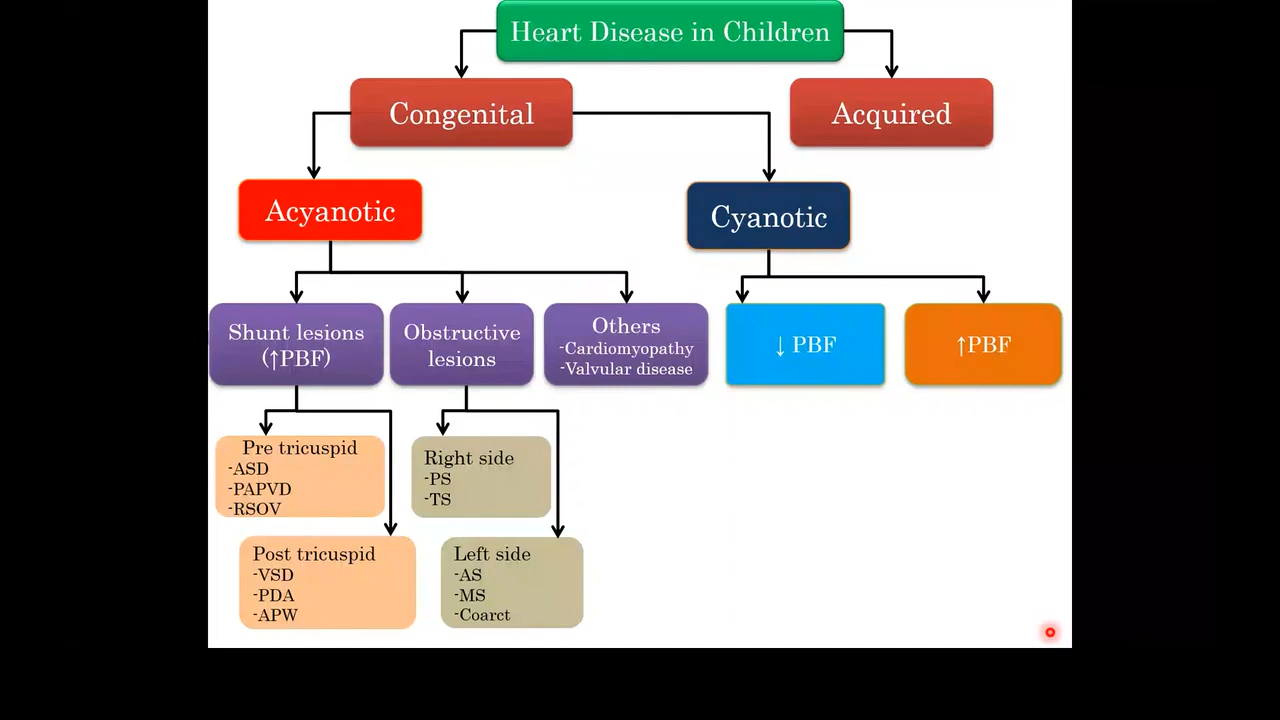 Heart Disease in Children
Congenital
Acquired
Acyanotic
Cyanotic
Shunt lesions
(↑PBF)
Obstructive
lesions
Others
-Cardiomyopathy
-Valvular disease
↓ PBF
↑PBF
Pre tricuspid
-ASD
-PAPVD
-RSOV
Right side
-PS
-TS
Post tricuspid
-VSD
-PDA
-APW
Left side
-AS
-MS
-Coarct